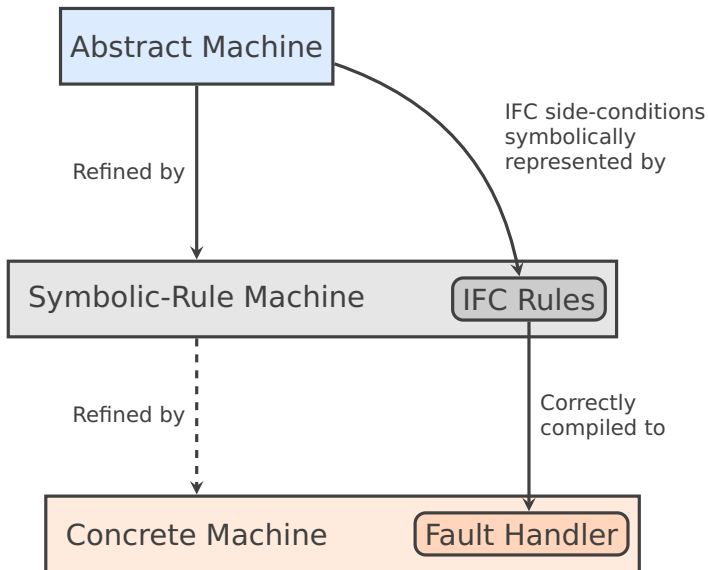 Abstract Machine
IFC side-conditions
symbolically
represented by
Refined by
Symbolic-Rule Machine
IFC Rules
Refined by
Correctly
compiled to
Concrete Machine
Fault Handler